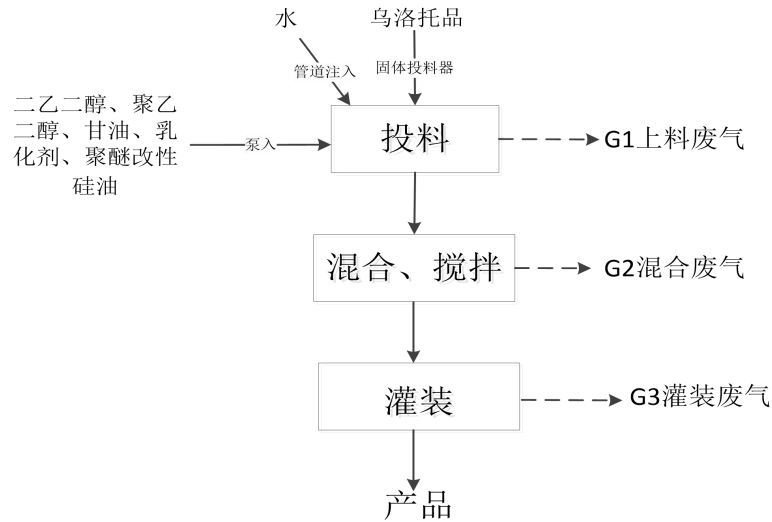 水
乌洛托品
管道注入
固体投料器
二乙二醇、聚乙
二醇、甘油、乳
化剂、聚醚改性
硅油
泵入
投料
G1上料废气
混合、搅拌
G2混合废气
灌装
G3灌装废气
产品